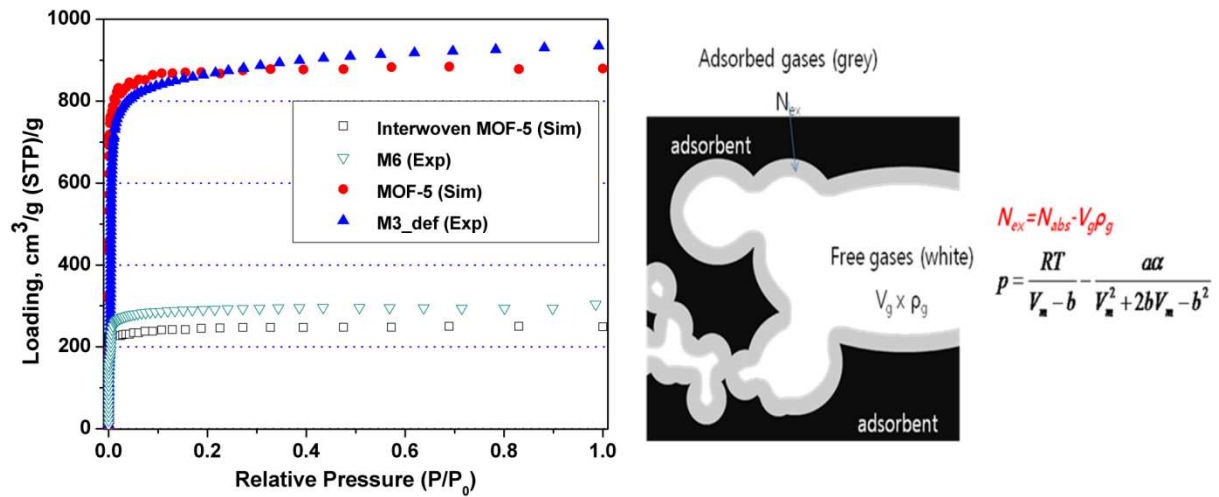 1000
800
600
400
200
0
Loading, cm³/g (STP)/g
Interwoven MOF-5 (Sim)
M6 (Exp)
MOF-5 (Sim)
M3_def (Exp)
0.0 0.2 0.4 0.6 0.8 1.0
Relative Pressure (P/P₀)
Adsorbed gases (grey)
Nₑₓ
adsorbent
Free gases (white)
V_g x ρ_g
adsorbent
N_ex=N_abs-V_gρ_g
p = RT/(V_m - b) - aα/(V_m² + 2bV_m - b²)